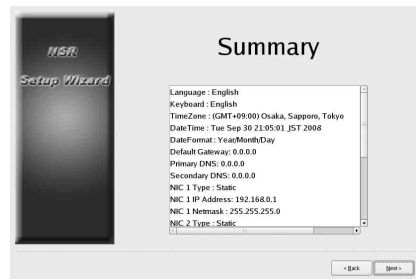 NSR
Setup Wizard
Summary
Language : English
Keyboard : English
TimeZone : (GMT+09:00) Osaka, Sapporo, Tokyo
DateTime : Tue Sep 30 21:05:01 JST 2008
DateFormat : Year/Month/Day
Default Gateway: 0.0.0.0
Primary DNS: 0.0.0.0
Secondary DNS: 0.0.0.0
NIC 1 Type : Static
NIC 1 IP Address: 192.168.0.1
NIC 1 Netmask : 255.255.255.0
NIC 2 Type : Static
< Back
Next >